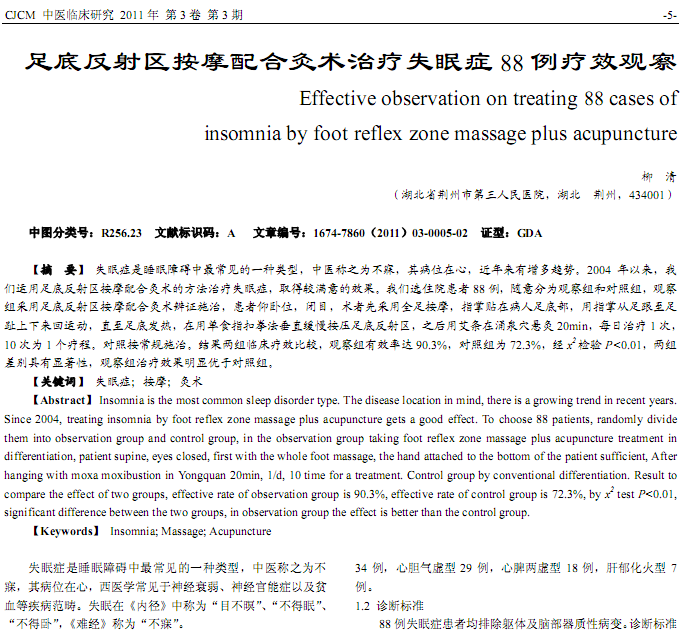 CJCM 中医临床研究 2011 年 第 3 卷 第 3 期 -5-
足底反射区按摩配合灸术治疗失眠症 88 例疗效观察
Effective observation on treating 88 cases of
insomnia by foot reflex zone massage plus acupuncture
柳 清
（湖北省荆州市第三人民医院，湖北 荆州，434001）
中图分类号：R256.23 文献标识码：A 文章编号：1674-7860（2011）03-0005-02 证型：GDA
【摘 要】 失眠症是睡眠障碍中最常见的一种类型，中医称之为不寐，其病位在心，近年来有增多趋势。2004 年以来，我
们运用足底反射区按摩配合灸术的方法治疗失眠症，取得较满意的效果。我们选住院患者 88 例，随意分为观察组和对照组，观察
组采用足底反射区按摩配合灸术辨证施治，患者仰卧位，闭目，术者先采用全足按摩，指掌贴在病人足底部，用指掌从足跟至足
趾上下来回运动，直至足底发热，在用单食指扣拳法垂直缓慢按压足底反射区，之后用艾条在涌泉穴悬灸 20min，每日治疗 1 次，
10 次为 1 个疗程。对照按常规施治。结果两组临床疗效比较，观察组有效率达 90.3%，对照组为 72.3%，经 x² 检验 P<0.01，两组
差别具有显著性，观察组治疗效果明显优于对照组。
【关键词】 失眠症；按摩；灸术
【Abstract】 Insomnia is the most common sleep disorder type. The disease location in mind, there is a growing trend in recent years.
Since 2004, treating insomnia by foot reflex zone massage plus acupuncture gets a good effect. To choose 88 patients, randomly divide
them into observation group and control group, in the observation group taking foot reflex zone massage plus acupuncture treatment in
differentiation, patient supine, eyes closed, first with the whole foot massage, the hand attached to the bottom of the patient sufficient, After
hanging with moxa moxibustion in Yongquan 20min, 1/d, 10 time for a treatment. Control group by conventional differentiation. Result to
compare the effect of two groups, effective rate of observation group is 90.3%, effective rate of control group is 72.3%, by x² test P<0.01,
significant difference between the two groups, in observation group the effect is better than the control group.
【Keywords】 Insomnia; Massage; Acupuncture
失眠症是睡眠障碍中最常见的一种类型，中医称之为不
寐，其病位在心，西医学常见于神经衰弱、神经官能症以及贫
血等疾病范畴。失眠在《内经》中称为“目不暝”、“不得眠”、
“不得卧”，《难经》称为“不寐”。
34 例，心胆气虚型 29 例，心脾两虚型 18 例，肝郁化火型 7
例。
1.2 诊断标准
88 例失眠症患者均排除躯体及脑部器质性病变。诊断标准